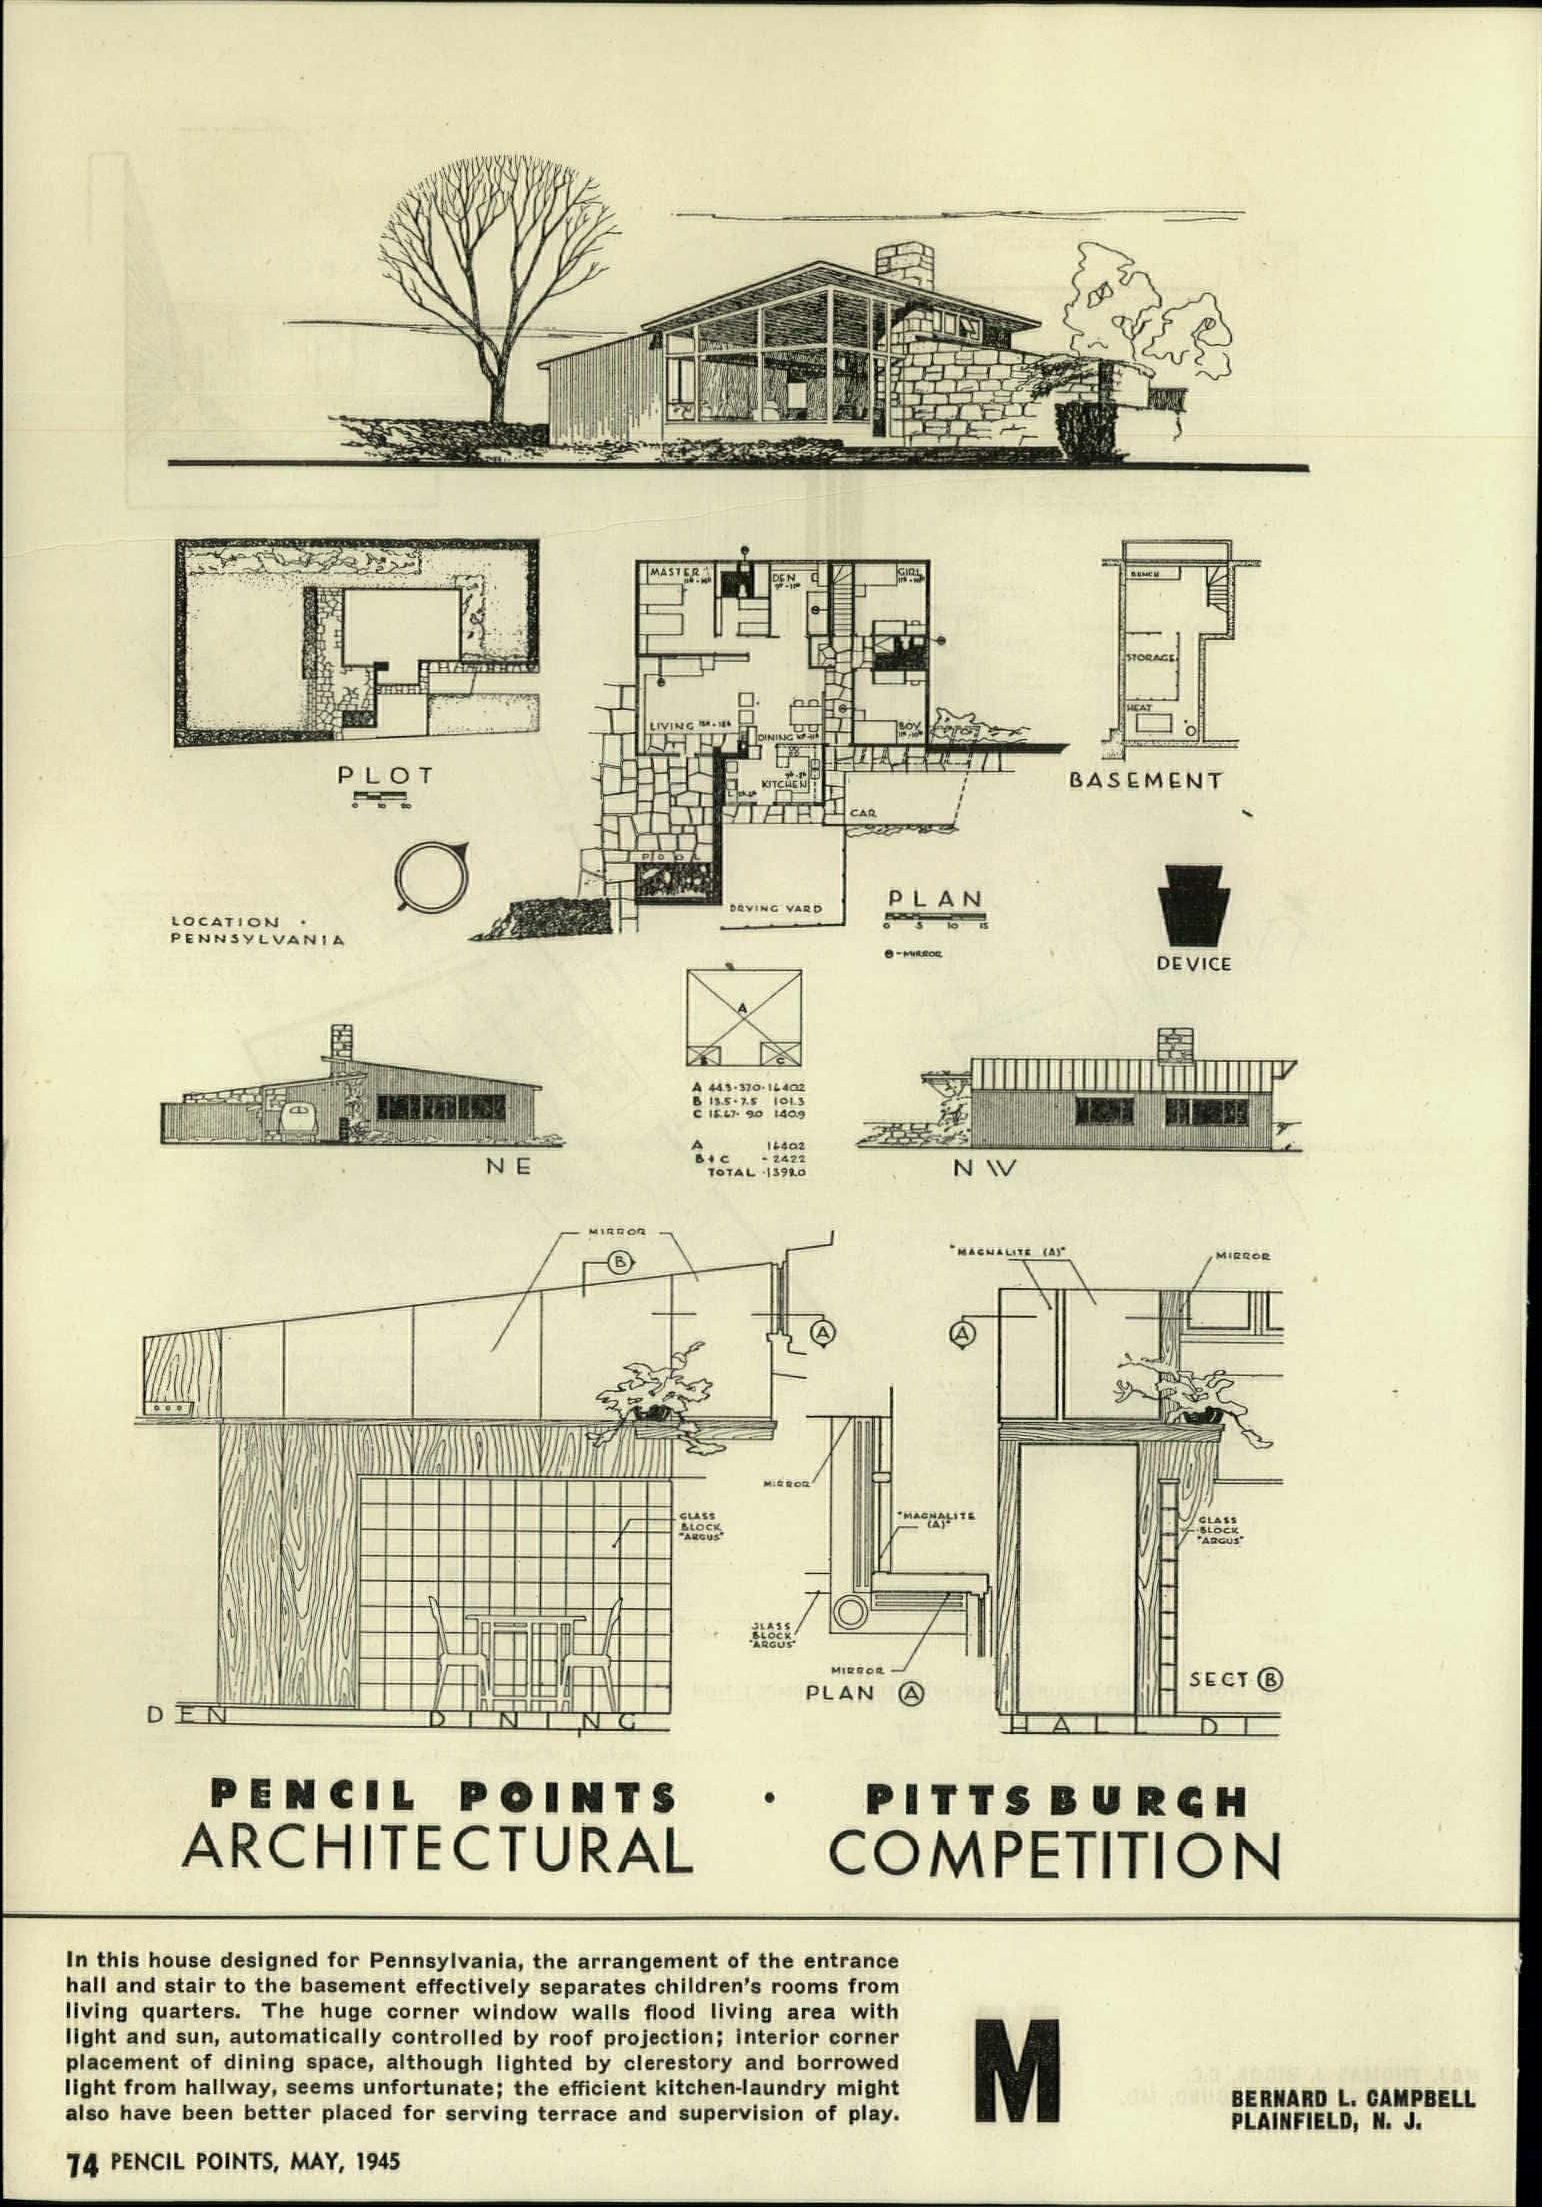 MASTER
DEN
GIRL
LIVING
DINING
BOY
KITCHEN
CAR
POOL
DRYING YARD
PLAN
0 5 10 15
- MIRROR
BENCH
STORAGE
HEAT
BASEMENT
PLOT
0 10 20
LOCATION ·
PENNSYLVANIA
DEVICE
A
B C
A 44.3·37.0·1640.2
B 13.5·7.5 101.3
C 15.67·9.0 140.9
A 1640.2
B + C - 242.2
TOTAL ·1398.0
NE
NW
MIRROR
B
A
"MAGNALITE (A)"
MIRROR
A
MIRROR
"MAGNALITE
(A)"
GLASS
BLOCK
"ARGUS"
GLASS
BLOCK
"ARGUS"
GLASS
BLOCK
"ARGUS"
MIRROR
PLAN A
SECT B
DEN DINING
HALL DI
PENCIL POINTS · PITTSBURGH
ARCHITECTURAL COMPETITION
In this house designed for Pennsylvania, the arrangement of the entrance
hall and stair to the basement effectively separates children's rooms from
living quarters. The huge corner window walls flood living area with
light and sun, automatically controlled by roof projection; interior corner
placement of dining space, although lighted by clerestory and borrowed
light from hallway, seems unfortunate; the efficient kitchen-laundry might
also have been better placed for serving terrace and supervision of play.
M
BERNARD L. CAMPBELL
PLAINFIELD, N. J.
74 PENCIL POINTS, MAY, 1945